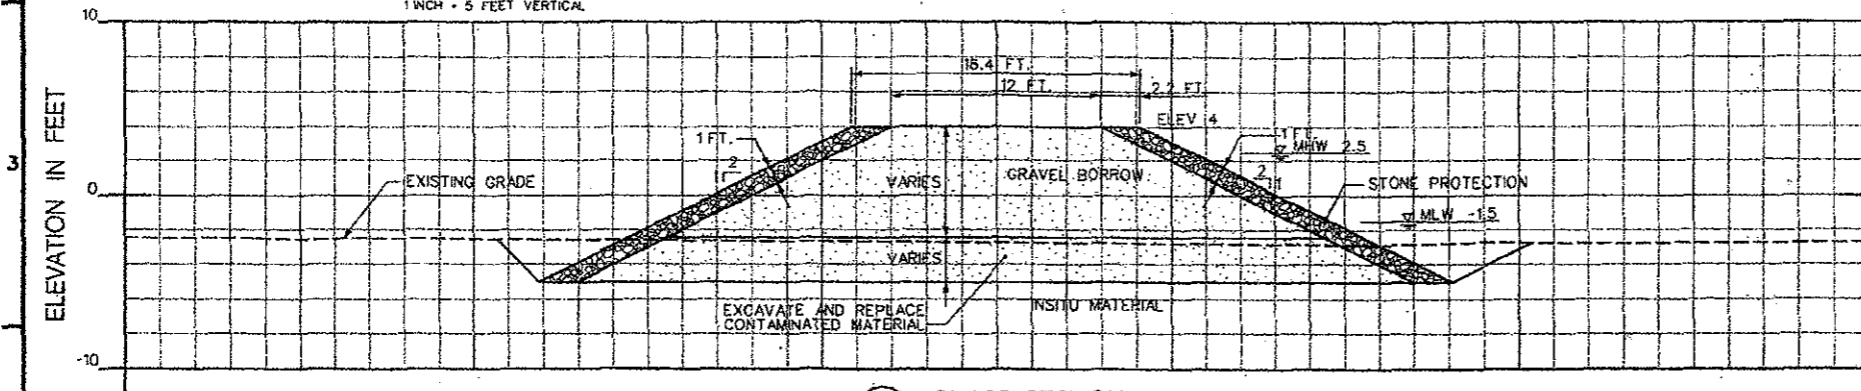 1 INCH = 5 FEET VERTICAL
10
16.4 FT.
12 FT.
2.2 FT.
ELEV 4
1 FT.
1 FT.
MHW 2.5
2
2
1
3
EXISTING GRADE
VARIES
GRAVEL BORROW
STONE PROTECTION
0
MLW -1.5
VARIES
EXCAVATE AND REPLACE
CONTAMINATED MATERIAL
INSITU MATERIAL
-10
ELEVATION IN FEET